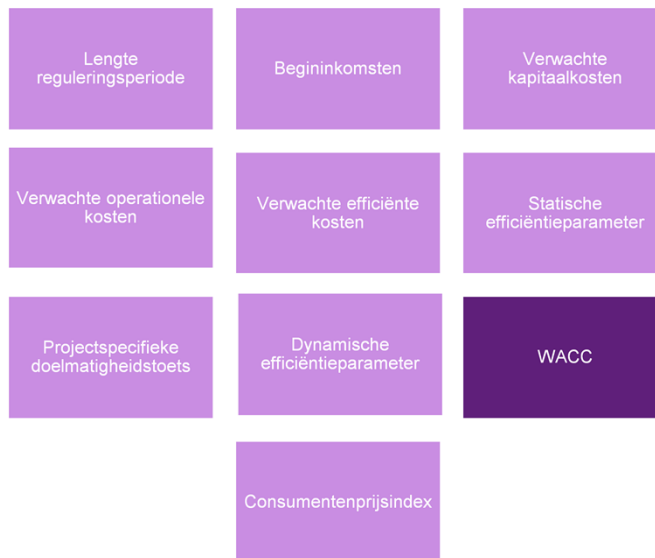 Lengte
reguleringsperiode
Begininkomsten
Verwachte
kapitaalkosten
Verwachte operationele
kosten
Verwachte efficiënte
kosten
Statische
efficiëntieparameter
Projectspecifieke
doelmatigheidstoets
Dynamische
efficiëntieparameter
WACC
Consumentenprijsindex